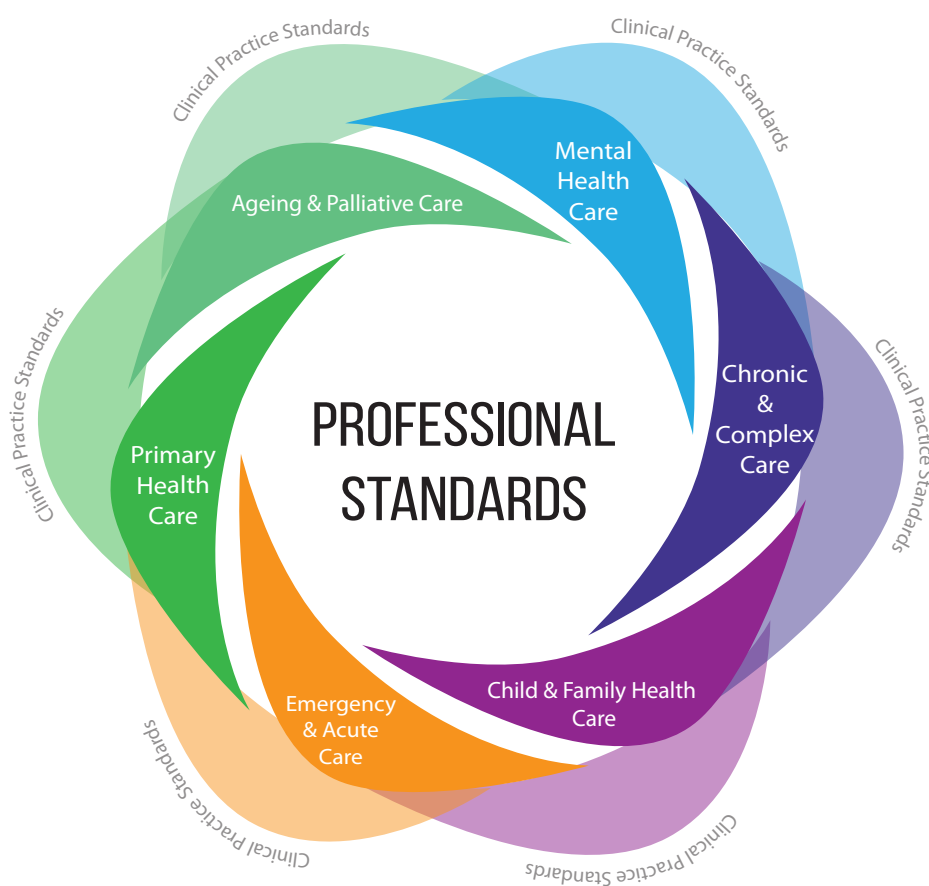 Clinical Practice Standards
Clinical Practice Standards
Mental
Health
Care
Ageing & Palliative Care
Clinical Practice Standards
Clinical Practice Standards
Chronic
&
Complex
Care
PROFESSIONAL
STANDARDS
Primary
Health
Care
Child & Family Health
Care
Emergency
& Acute
Care
Clinical Practice Standards
Clinical Practice Standards